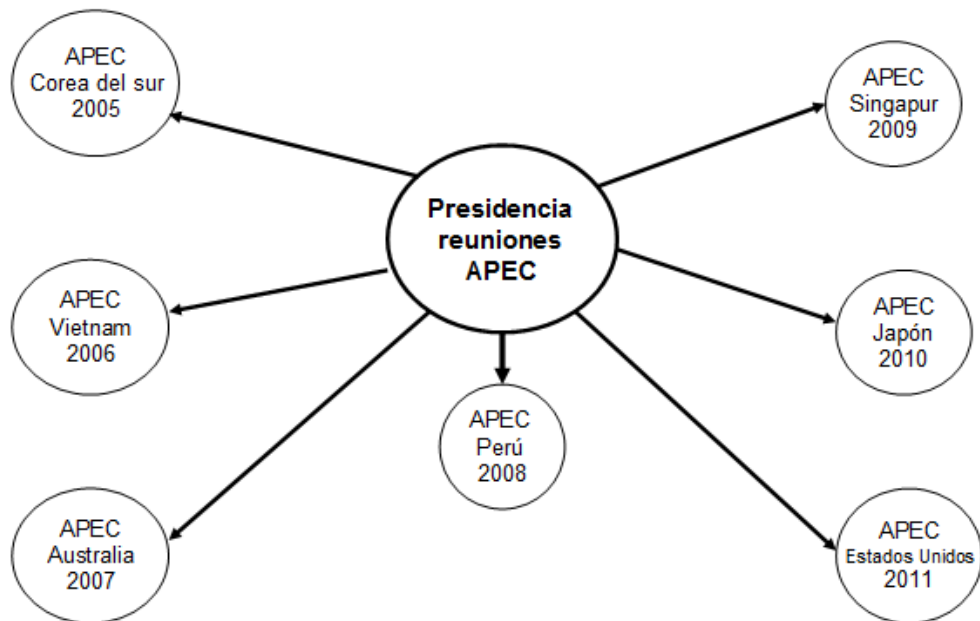 APEC
Corea del sur
2005
APEC
Singapur
2009
Presidencia
reuniones
APEC
APEC
Vietnam
2006
APEC
Japón
2010
APEC
Perú
2008
APEC
Australia
2007
APEC
Estados Unidos
2011